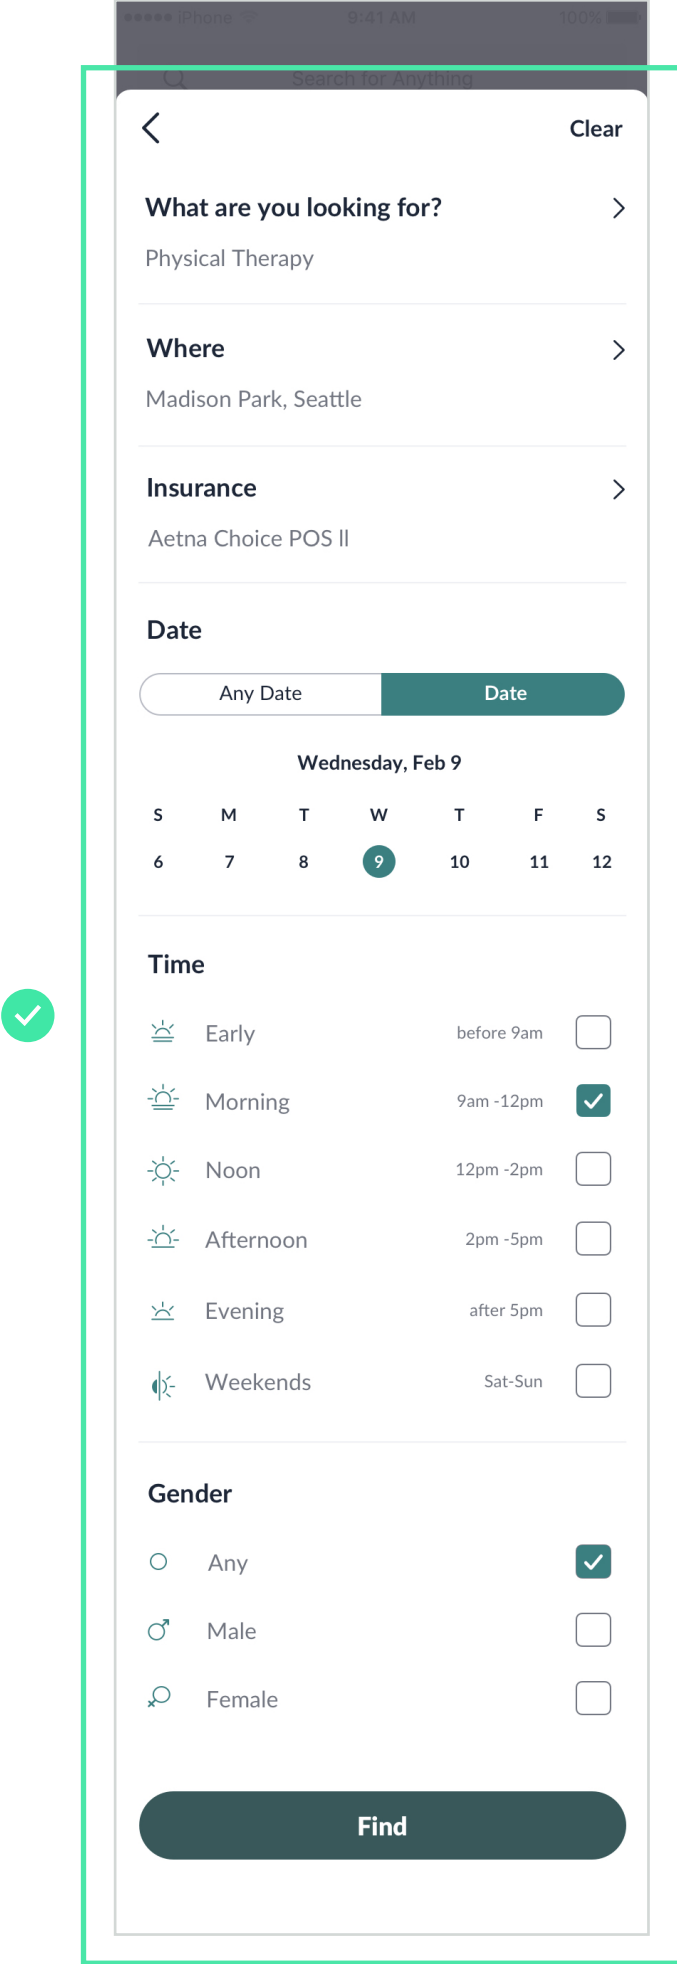 iPhone 9:41 AM 100%
Search for Anything
Clear
What are you looking for?
Physical Therapy
Where
Madison Park, Seattle
Insurance
Aetna Choice POS ll
Date
Any Date Date
Wednesday, Feb 9
S M T W T F S
6 7 8 9 10 11 12
Time
Early before 9am
Morning 9am -12pm
Noon 12pm -2pm
Afternoon 2pm -5pm
Evening after 5pm
Weekends Sat-Sun
Gender
Any
Male
Female
Find